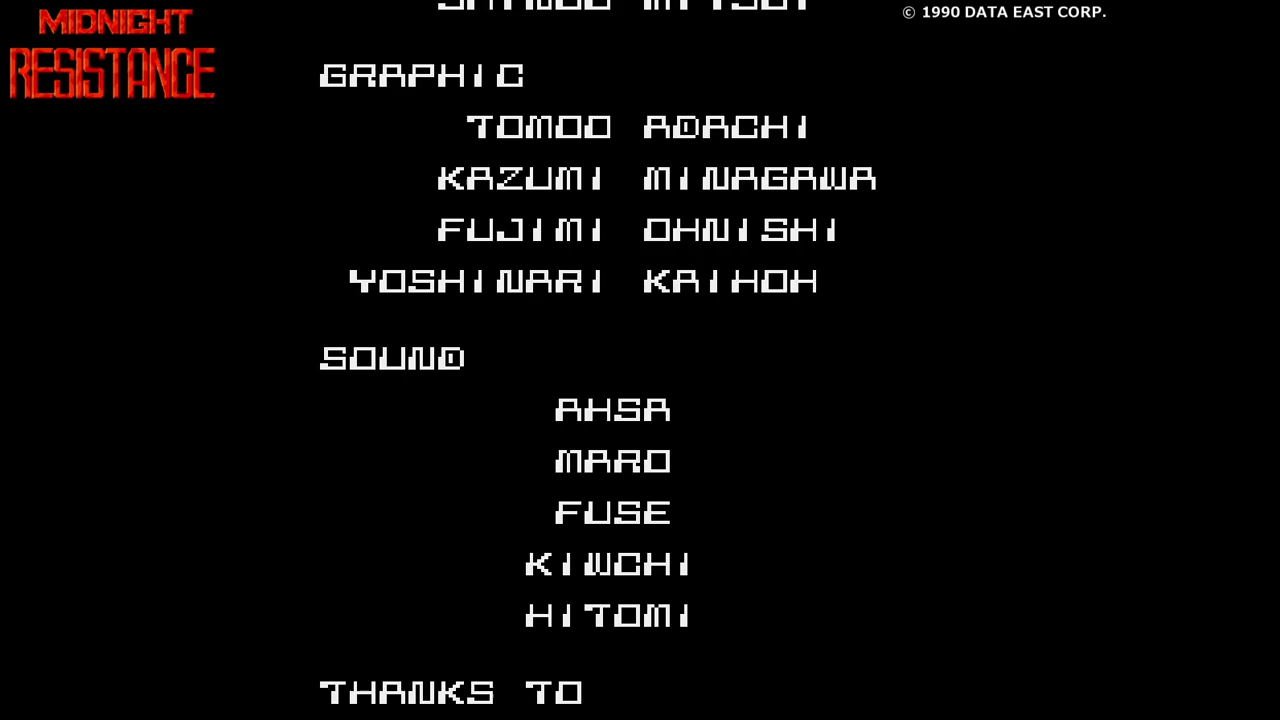 MIDNIGHT
RESISTANCE
© 1990 DATA EAST CORP.
GRAPHIC
TOMOO ADACHI
KAZUMI MINAGAWA
FUJIMI OHNISHI
YOSHINARI KAIHOH
SOUND
AHSA
MARO
FUSE
KIWCHI
HITOMI
THANKS TO